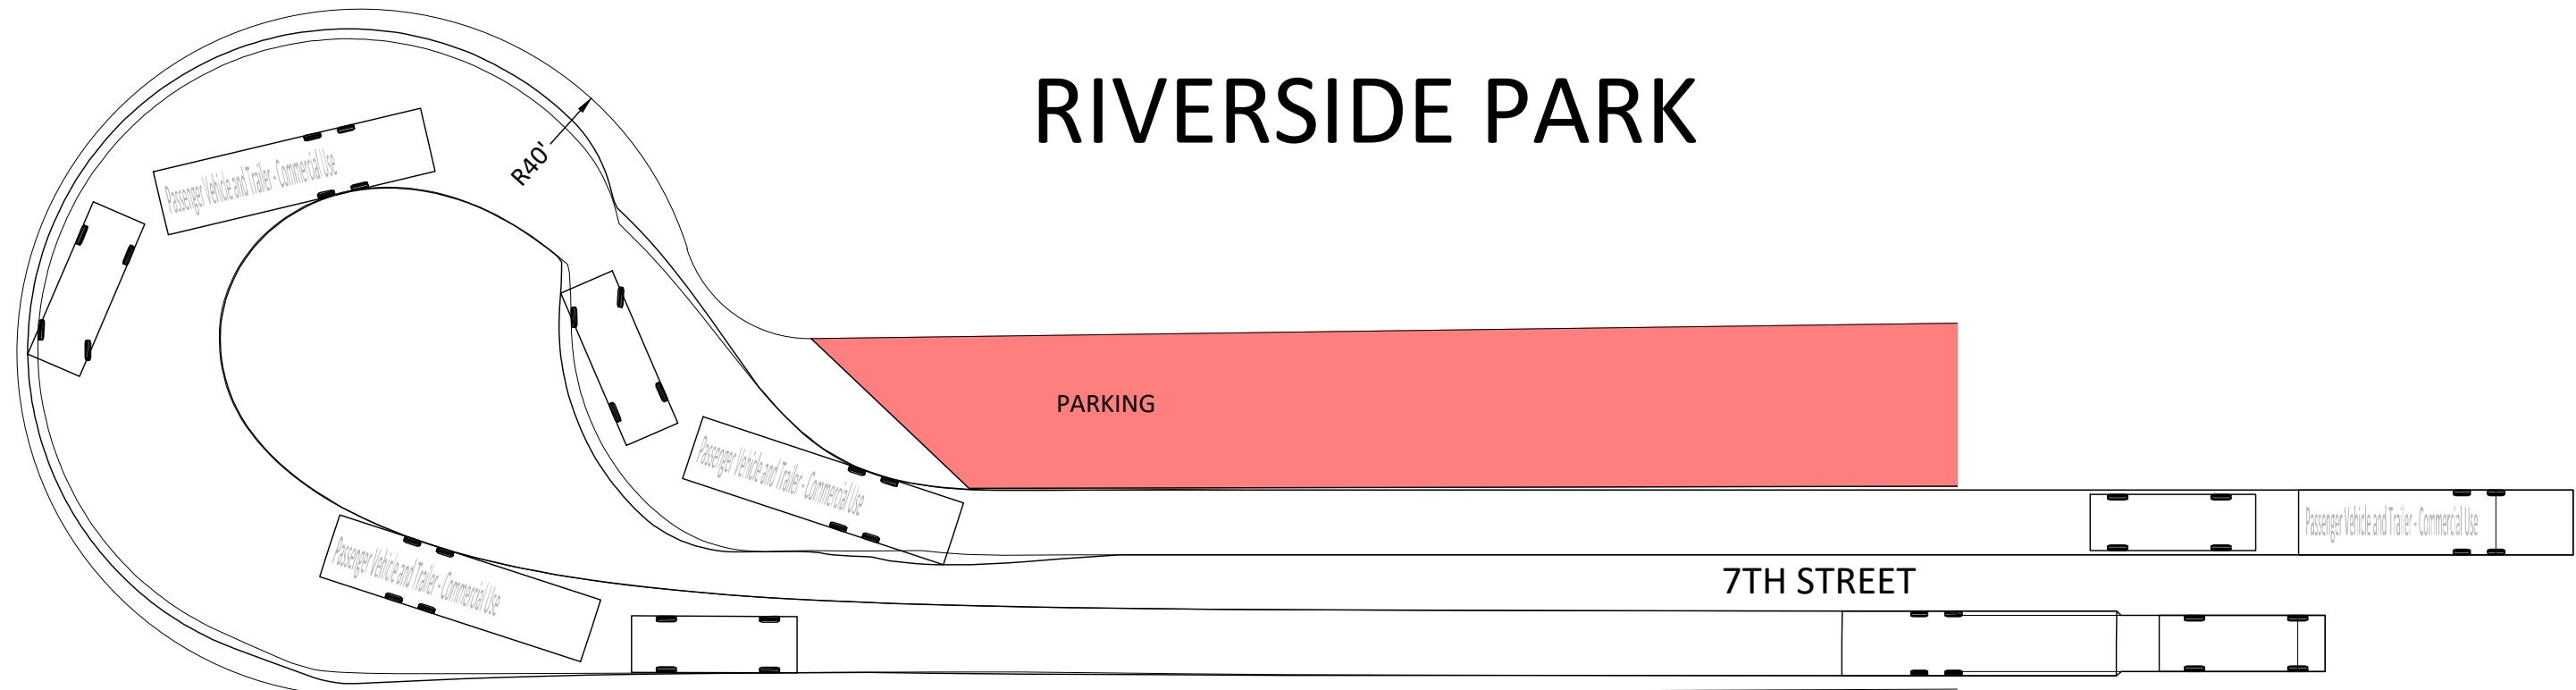 RIVERSIDE PARK
Passenger Vehicle and Trailer - Commercial Use
R40'
PARKING
Passenger Vehicle and Trailer - Commercial Use
Passenger Vehicle and Trailer - Commercial Use
Passenger Vehicle and Trailer - Commercial Use
7TH STREET